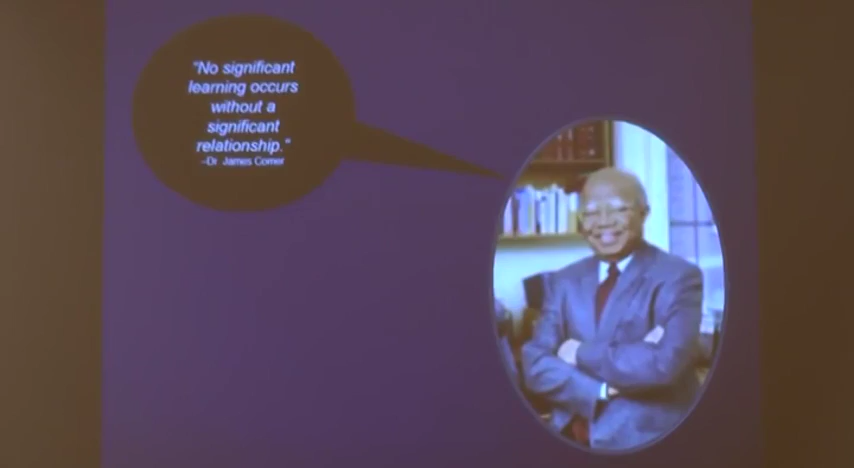 "No significant
learning occurs
without a
significant
relationship."
–Dr James Comer